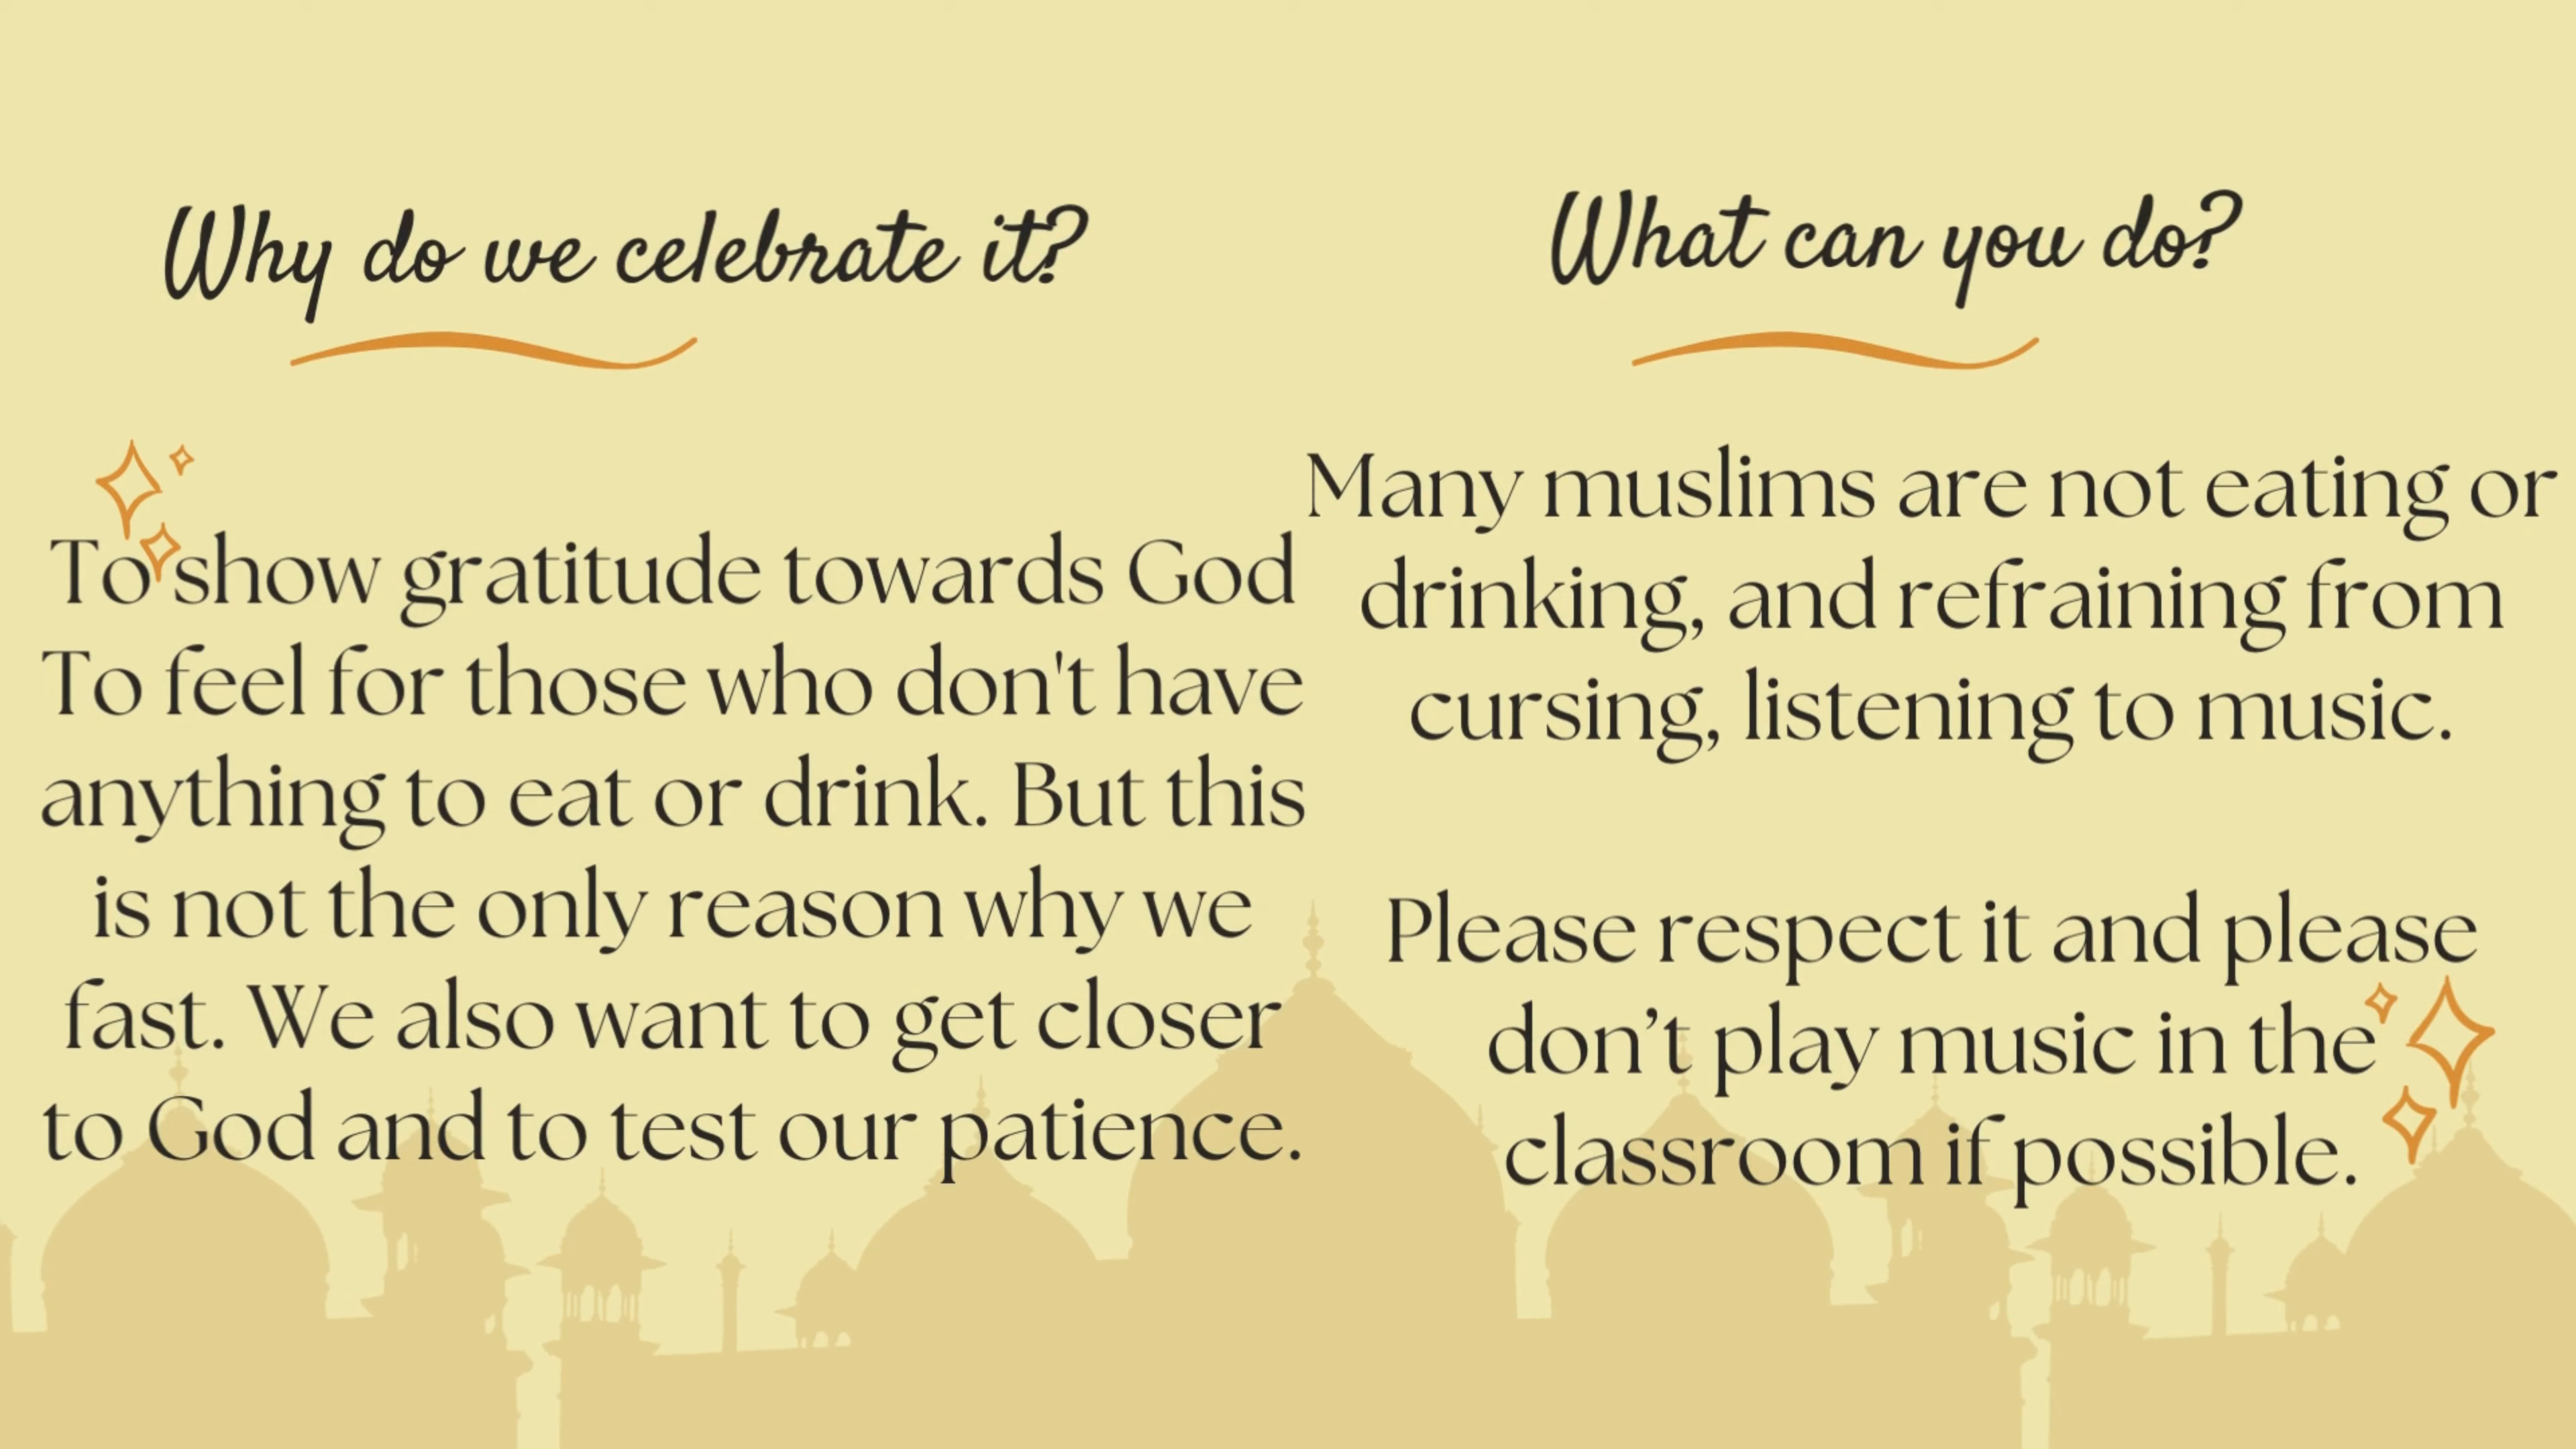 Why do we celebrate it?
To show gratitude towards God
To feel for those who don't have
anything to eat or drink. But this
is not the only reason why we
fast. We also want to get closer
to God and to test our patience.
What can you do?
Many muslims are not eating or
drinking, and refraining from
cursing, listening to music.
Please respect it and please
don’t play music in the
classroom if possible.